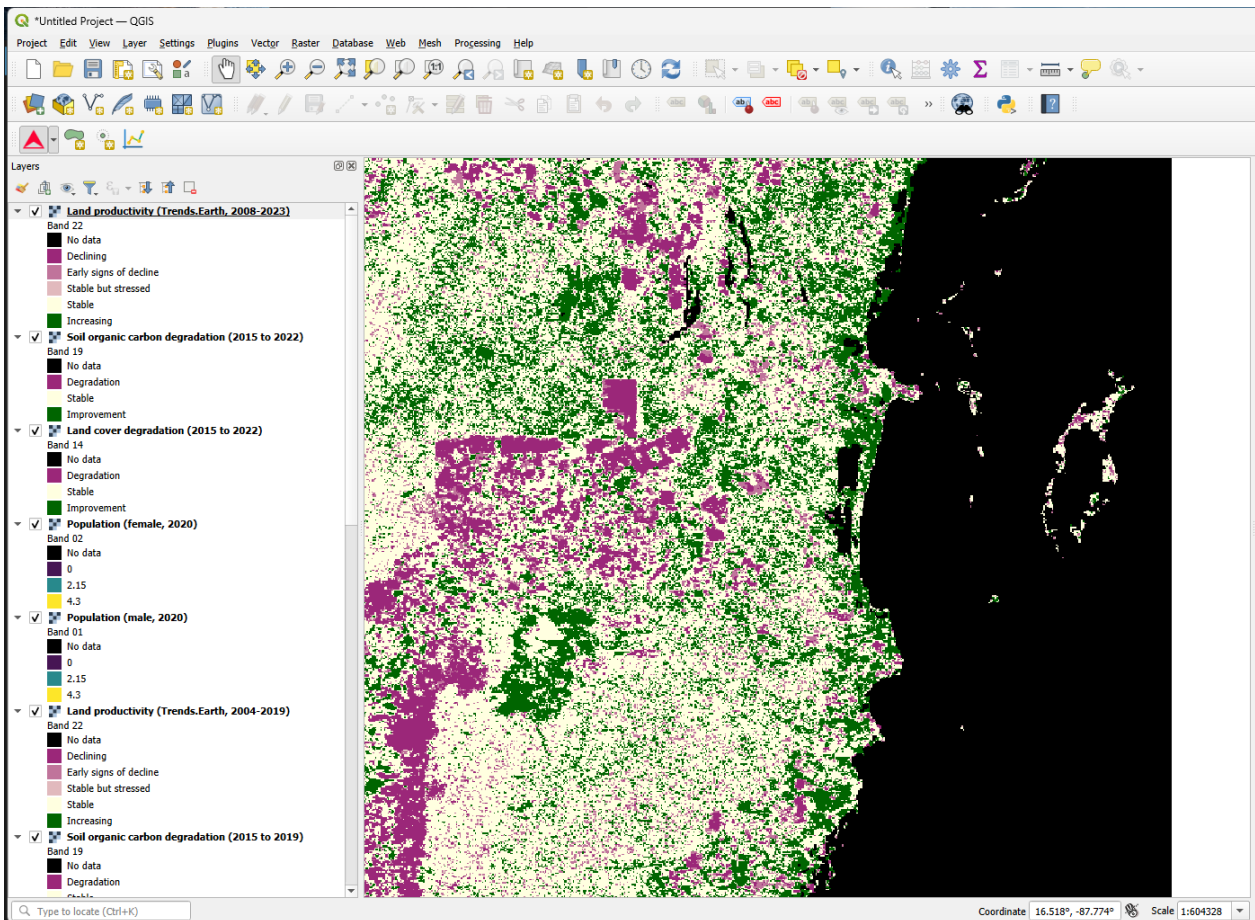 *Untitled Project — QGIS
Project Edit View Layer Settings Plugins Vector Raster Database Web Mesh Processing Help
Layers
Land productivity (Trends.Earth, 2008-2023)
Band 22
No data
Declining
Early signs of decline
Stable but stressed
Stable
Increasing
Soil organic carbon degradation (2015 to 2022)
Band 19
No data
Degradation
Stable
Improvement
Land cover degradation (2015 to 2022)
Band 14
No data
Degradation
Stable
Improvement
Population (female, 2020)
Band 02
No data
0
2.15
4.3
Population (male, 2020)
Band 01
No data
0
2.15
4.3
Land productivity (Trends.Earth, 2004-2019)
Band 22
No data
Declining
Early signs of decline
Stable but stressed
Stable
Increasing
Soil organic carbon degradation (2015 to 2019)
Band 19
No data
Degradation
Stable
Type to locate (Ctrl+K)
Coordinate 16.518°, -87.774° Scale 1:604328